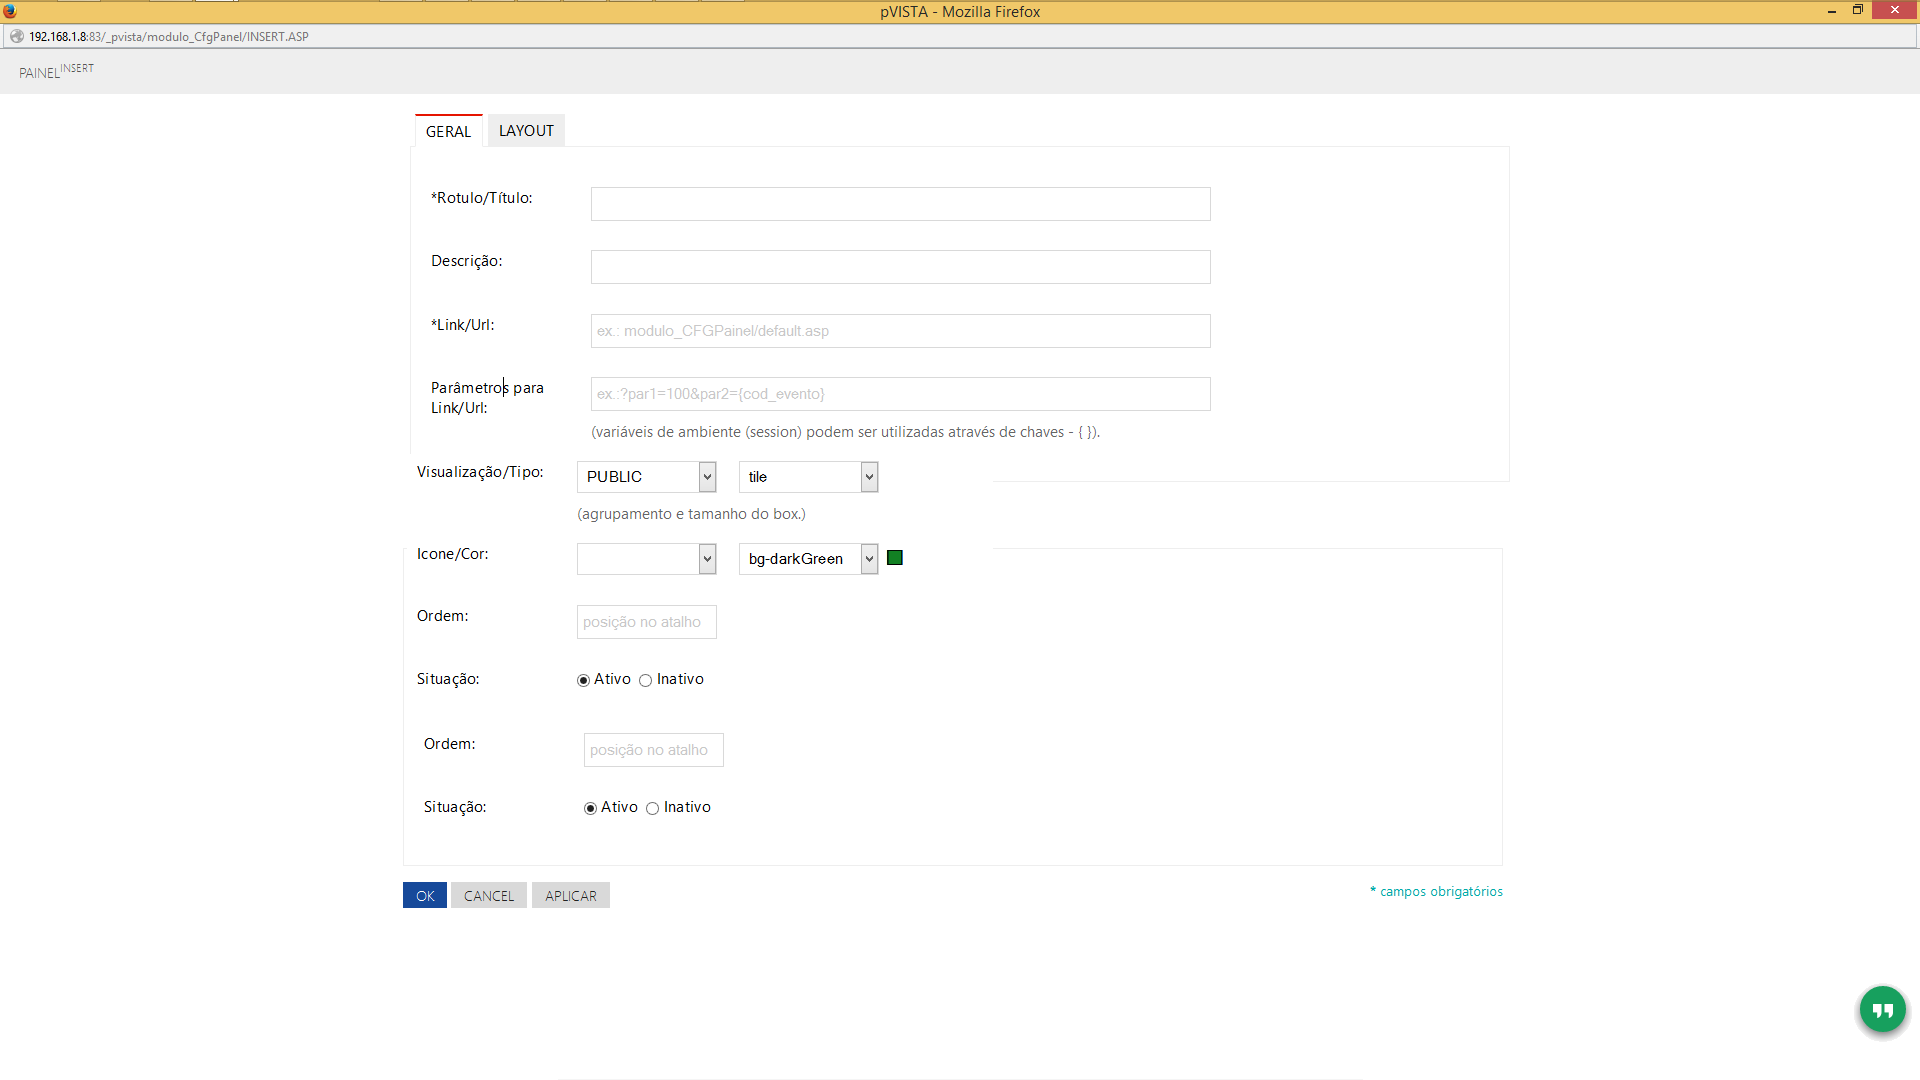 pVISTA - Mozilla Firefox
192.168.1.8:83/_pvista/modulo_CfgPanel/INSERT.ASP
PAINELINSERT
GERAL LAYOUT
*Rotulo/Título:
Descrição:
*Link/Url: ex.: modulo_CFGPainel/default.asp
Parâmetros para
Link/Url: ex.:?par1=100&par2={cod_evento}
(variáveis de ambiente (session) podem ser utilizadas através de chaves - { }).
Visualização/Tipo: PUBLIC tile
(agrupamento e tamanho do box.)
Icone/Cor: bg-darkGreen
Ordem: posição no atalho
Situação: Ativo Inativo
Ordem: posição no atalho
Situação: Ativo Inativo
OK CANCEL APLICAR * campos obrigatórios